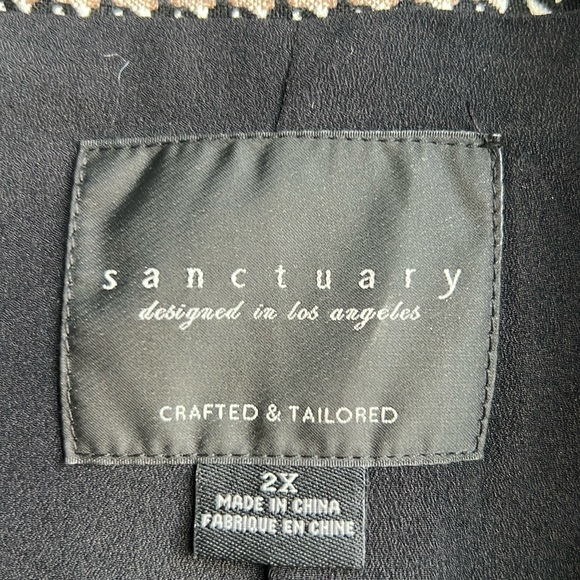 sanctuary
designed in los angeles
CRAFTED & TAILORED
2X
MADE IN CHINA
FABRIQUE EN CHINE